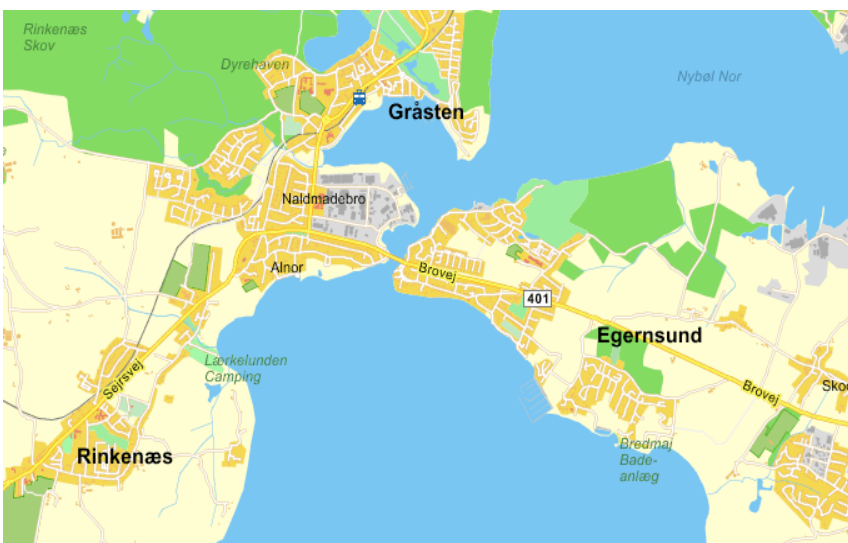 Rinkenæs
Skov
Dyrehaven
Nybøl Nor
Gråsten
Naldmadebro
Alnor
Brovej
401
Egernsund
Sejrsvej
Lærkelunden
Camping
Brovej
Skod
Rinkenæs
Bredmaj
Bade-
anlæg